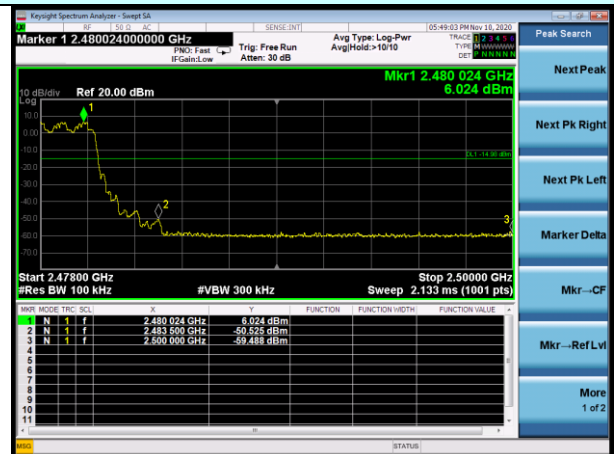 Keysight Spectrum Analyzer - Swept SA
RF 50 Ω AC SENSE:INT 05:49:03 PM Nov 10, 2020
Marker 1 2.480024000000 GHz Avg Type: Log-Pwr TRACE 1 2 3 4 5 6
PNO: Fast Trig: Free Run Avg|Hold:>10/10 TYPE M WWWWW
IFGain:Low Atten: 30 dB DET P N N N N N
Mkr1 2.480 024 GHz
10 dB/div Ref 20.00 dBm 6.024 dBm
Log
1
10.0
0.00
-10.0
DL1 -14.30 dBm
-20.0
-30.0
-40.0
2
-50.0
3
-60.0
-70.0
Start 2.47800 GHz Stop 2.50000 GHz
#Res BW 100 kHz #VBW 300 kHz Sweep 2.133 ms (1001 pts)
MKR MODE TRC SCL X Y FUNCTION FUNCTION WIDTH FUNCTION VALUE
1 N 1 f 2.480 024 GHz 6.024 dBm
2 N 1 f 2.483 500 GHz -50.525 dBm
3 N 1 f 2.500 000 GHz -59.488 dBm
4
5
6
7
8
9
10
11
MSG STATUS
Peak Search
Next Peak
Next Pk Right
Next Pk Left
Marker Delta
Mkr→CF
Mkr→RefLvl
More
1 of 2